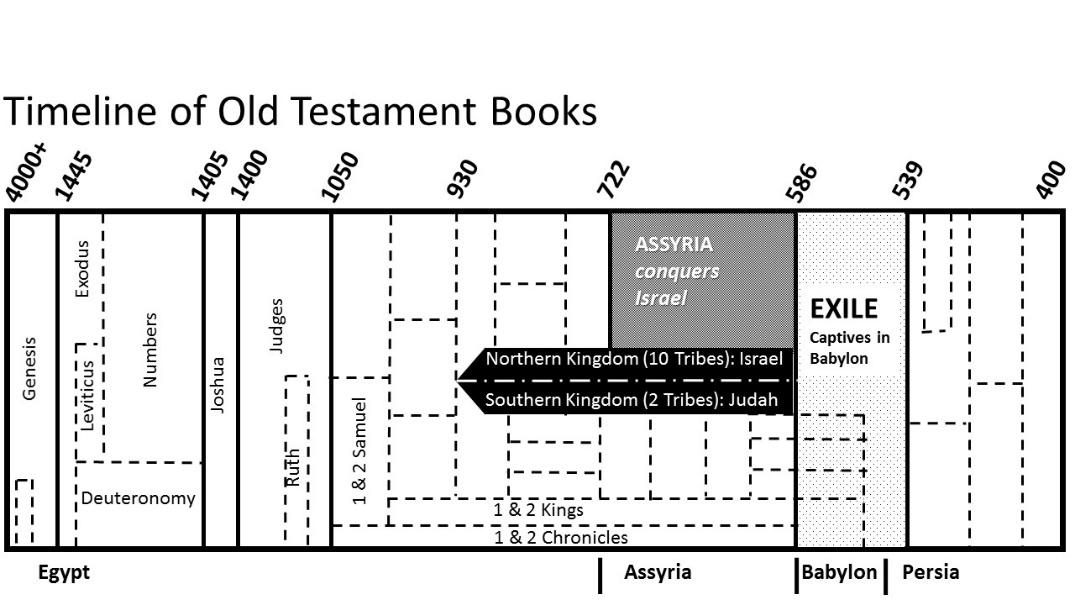 Timeline of Old Testament Books
4000+
1445
1405
1400
1050
930
722
586
539
400
Genesis
Exodus
Leviticus
Numbers
Deuteronomy
Joshua
Judges
Ruth
1 & 2 Samuel
ASSYRIA
conquers
Israel
Northern Kingdom (10 Tribes): Israel
Southern Kingdom (2 Tribes): Judah
1 & 2 Kings
1 & 2 Chronicles
EXILE
Captives in
Babylon
Egypt
Assyria
Babylon
Persia